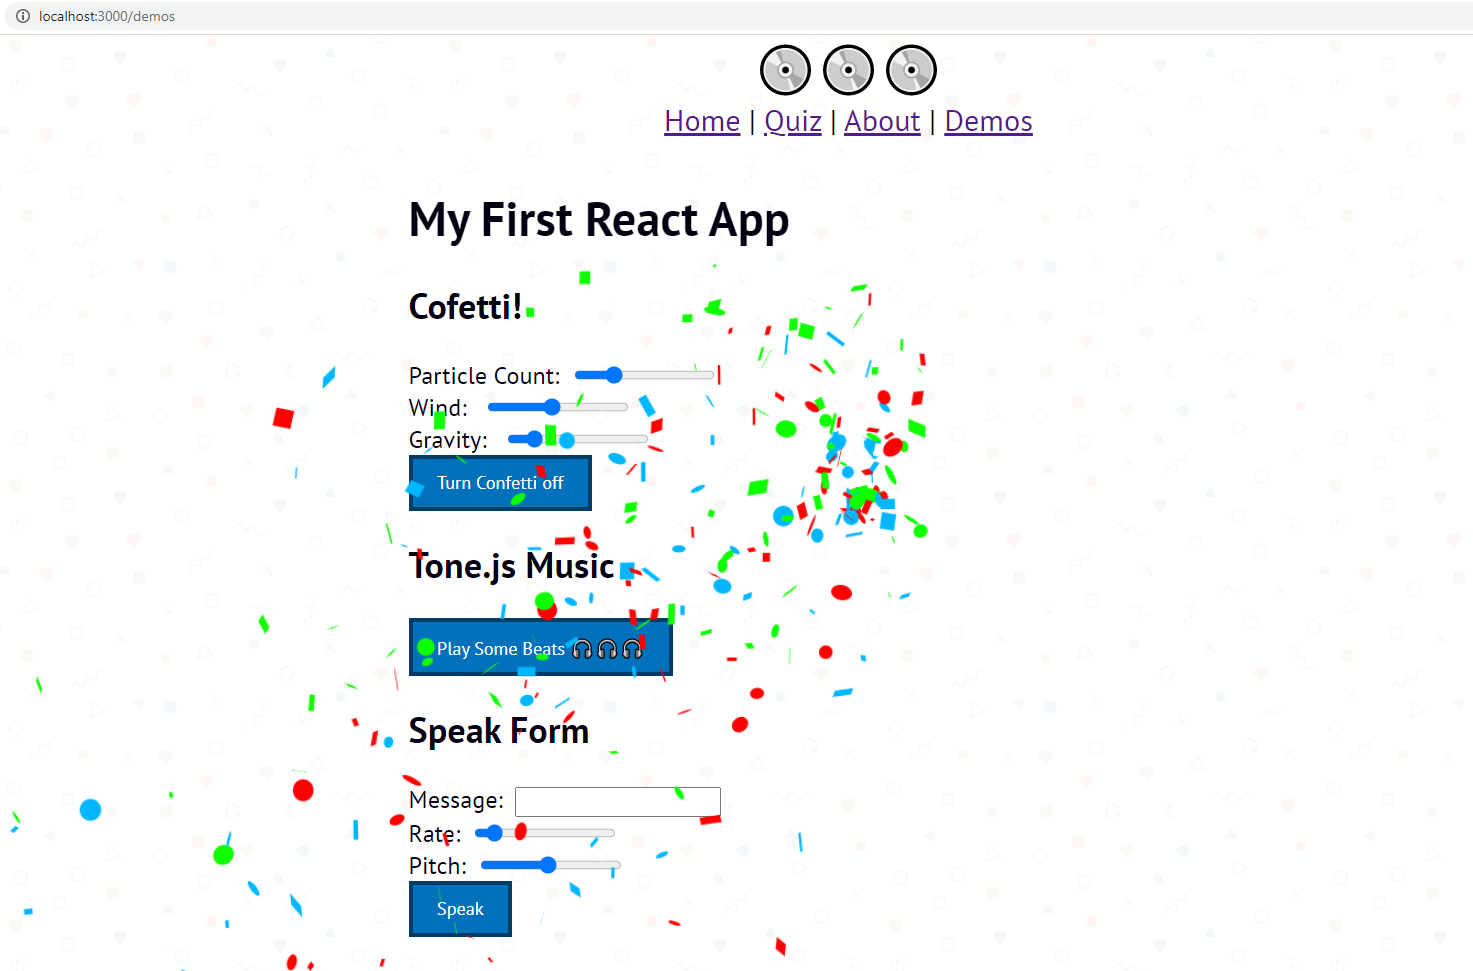 localhost:3000/demos
Home | Quiz | About | Demos
My First React App
Cofetti!
Particle Count:
Wind:
Gravity:
Turn Confetti off
Tone.js Music
Play Some Beats 🎧🎧🎧
Speak Form
Message:
Rate:
Pitch:
Speak